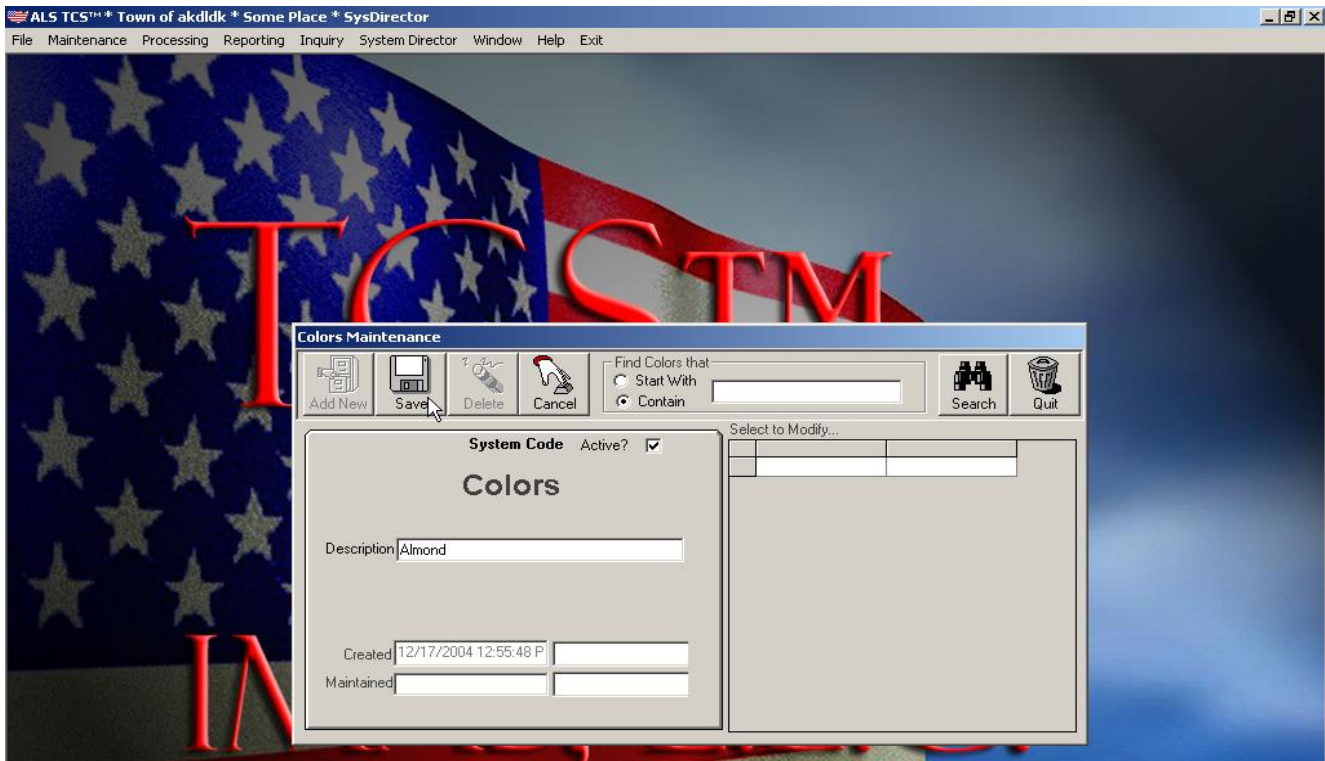 ALS TCS™ * Town of akdldk * Some Place * SysDirector
File Maintenance Processing Reporting Inquiry System Director Window Help Exit
TCSTM
Colors Maintenance
Add New Save Delete Cancel
Find Colors that
Start With
Contain
Search Quit
System Code Active?
Colors
Description Almond
Created 12/17/2004 12:55:48 P
Maintained
Select to Modify...